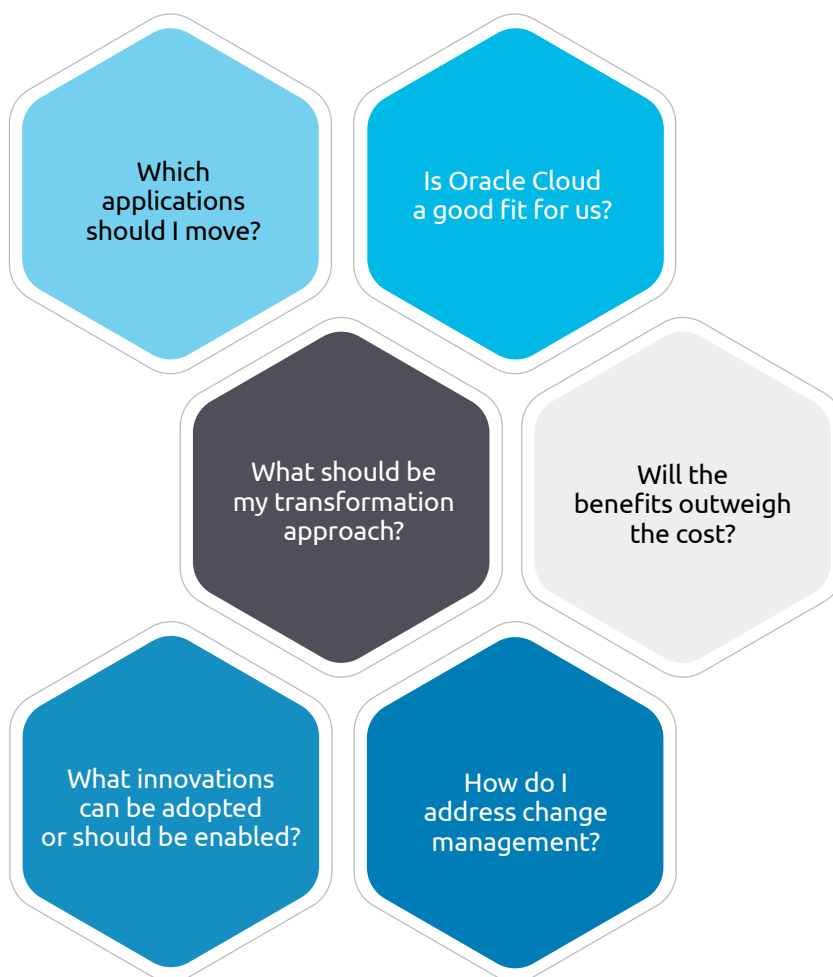 Which
applications
should I move?
Is Oracle Cloud
a good fit for us?
What should be
my transformation
approach?
Will the
benefits outweigh
the cost?
What innovations
can be adopted
or should be enabled?
How do I
address change
management?